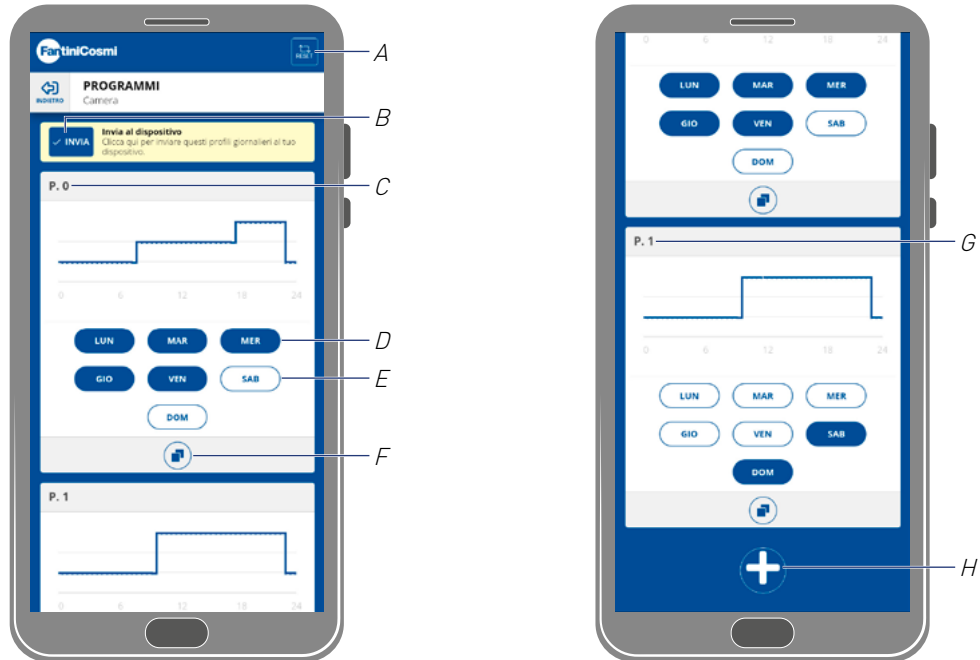 FantiniCosmi
RESET
A
INDIETRO
PROGRAMMI
Camera
B
✓ INVIA
Invia al dispositivo
Clicca qui per inviare questi profili giornalieri al tuo
dispositivo.
P. 0
C
0 6 12 18 24
LUN MAR MER
D
GIO VEN SAB
E
DOM
F
P. 1
0 6 12 18 24
0 6 12 18 24
LUN MAR MER
GIO VEN SAB
DOM
P. 1
G
0 6 12 18 24
LUN MAR MER
GIO VEN SAB
DOM
H